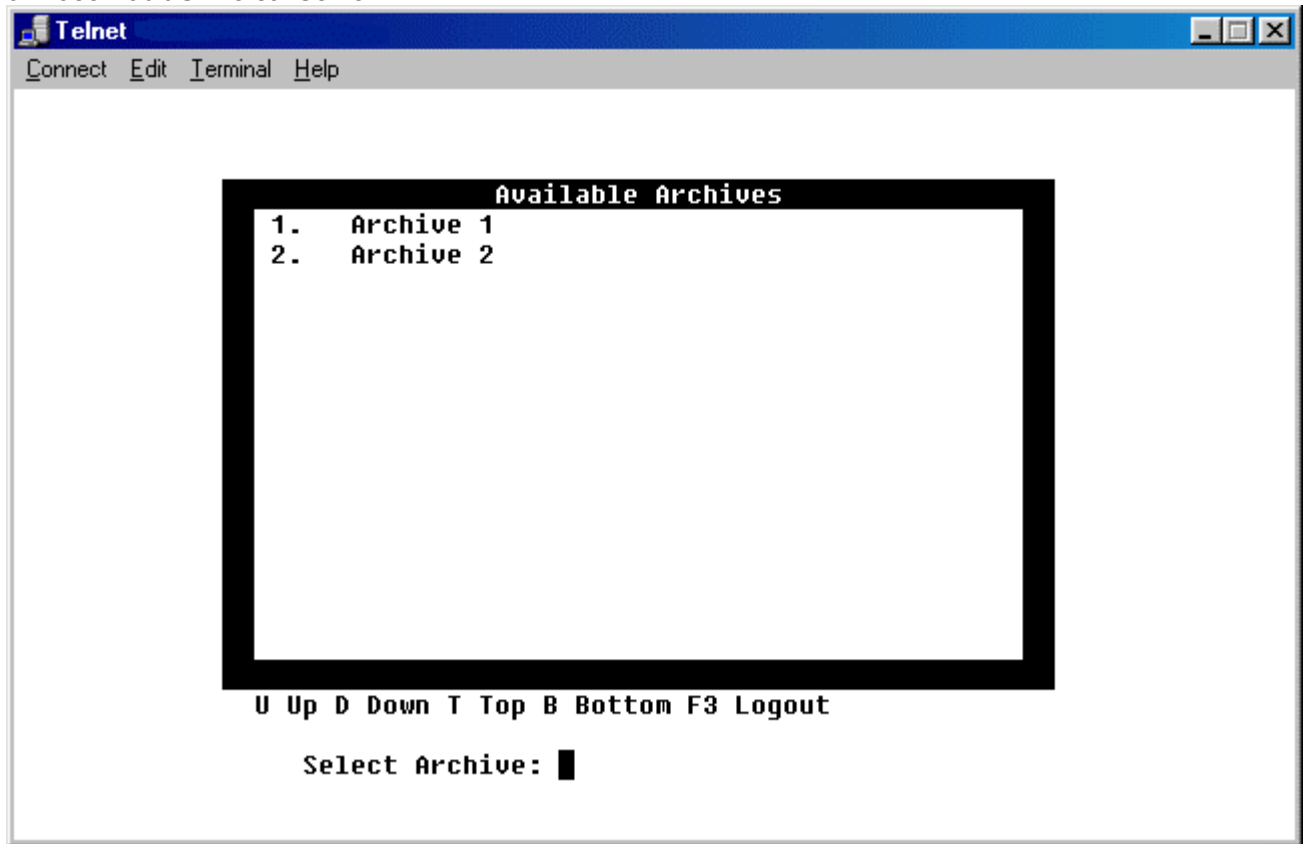 Telnet
Connect Edit Terminal Help
Available Archives
1. Archive 1
2. Archive 2
U Up D Down T Top B Bottom F3 Logout
Select Archive: